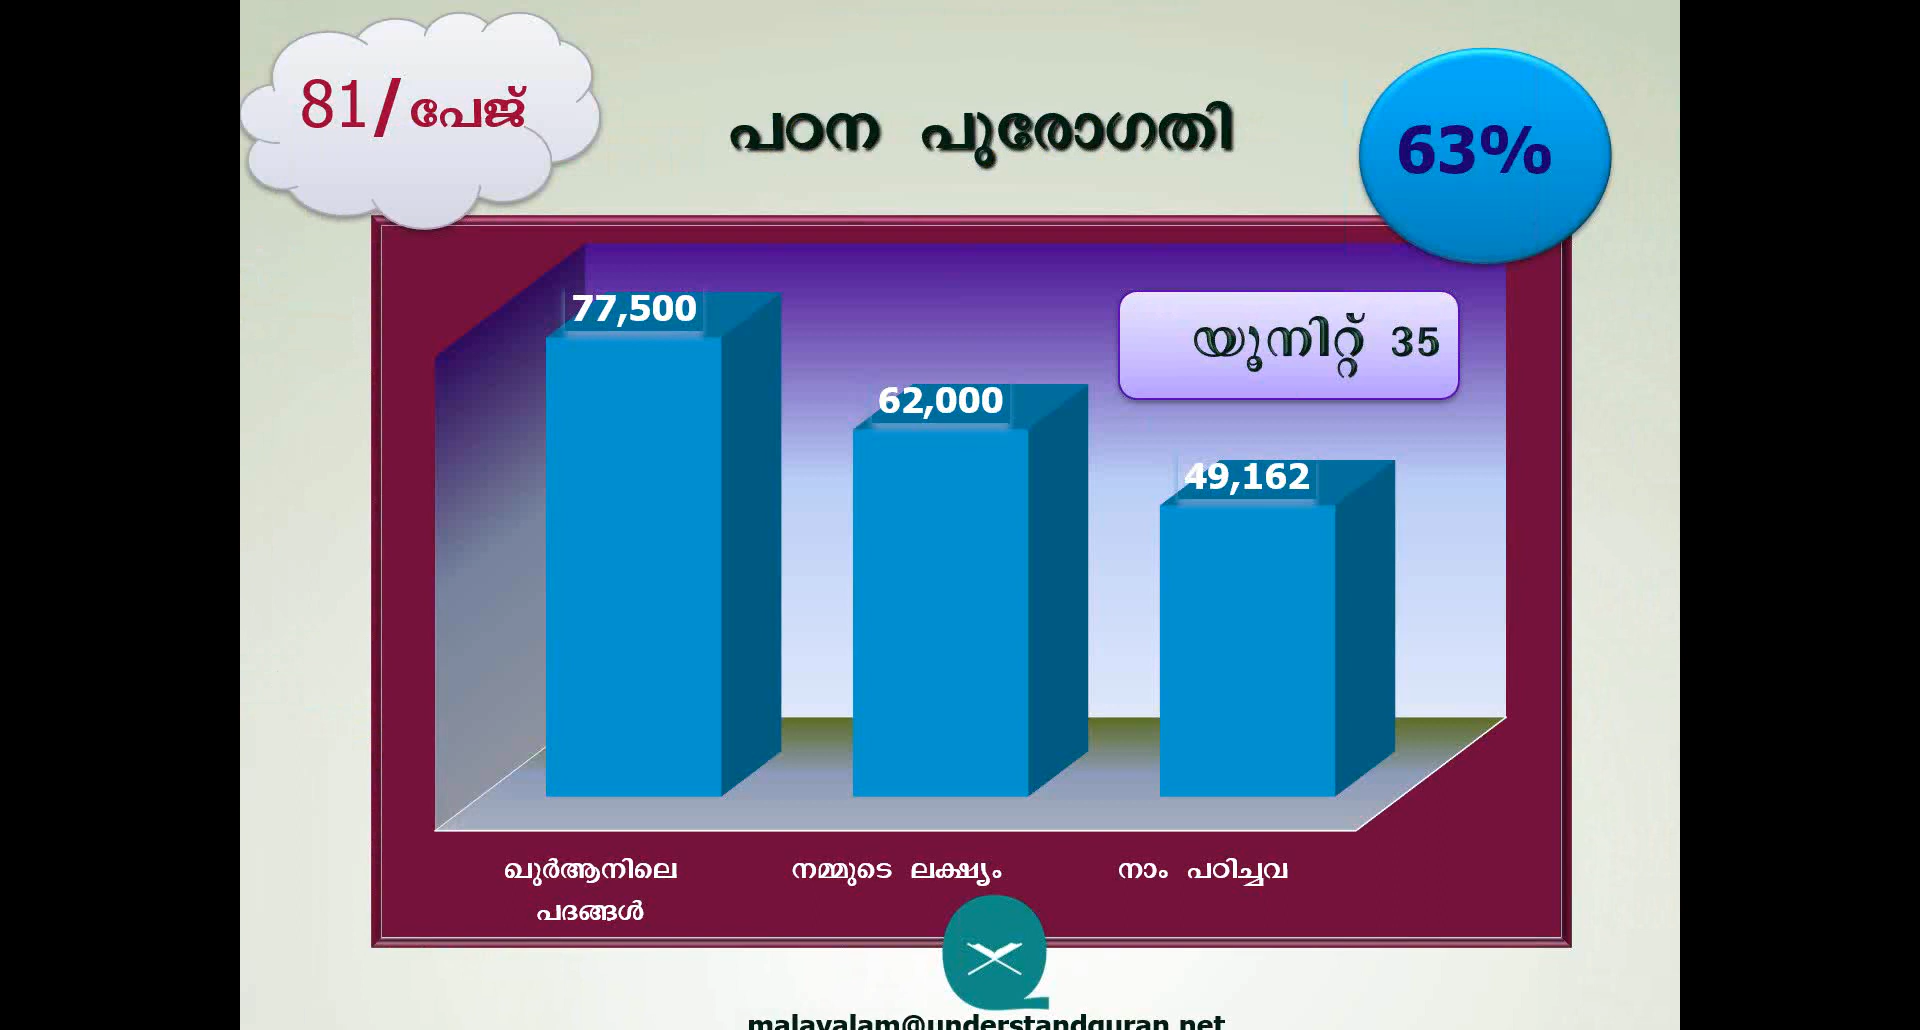 81/പേജ്
പഠന പുരോഗതി
63%
77,500
62,000
49,162
യൂനിറ്റ് 35
ഖുർആനിലെ
പദങ്ങൾ
നമ്മുടെ ലക്ഷ്യം
നാം പഠിച്ചവ
malayalam@understandquran.net